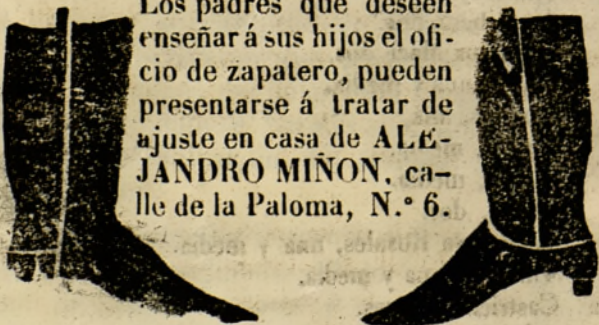 Los padres que deseen
enseñar á sus hijos el ofi-
cio de zapatero, pueden
presentarse á tratar de
ajuste en casa de ALE-
JANDRO MIÑON, ca-
lle de la Paloma, N.° 6.